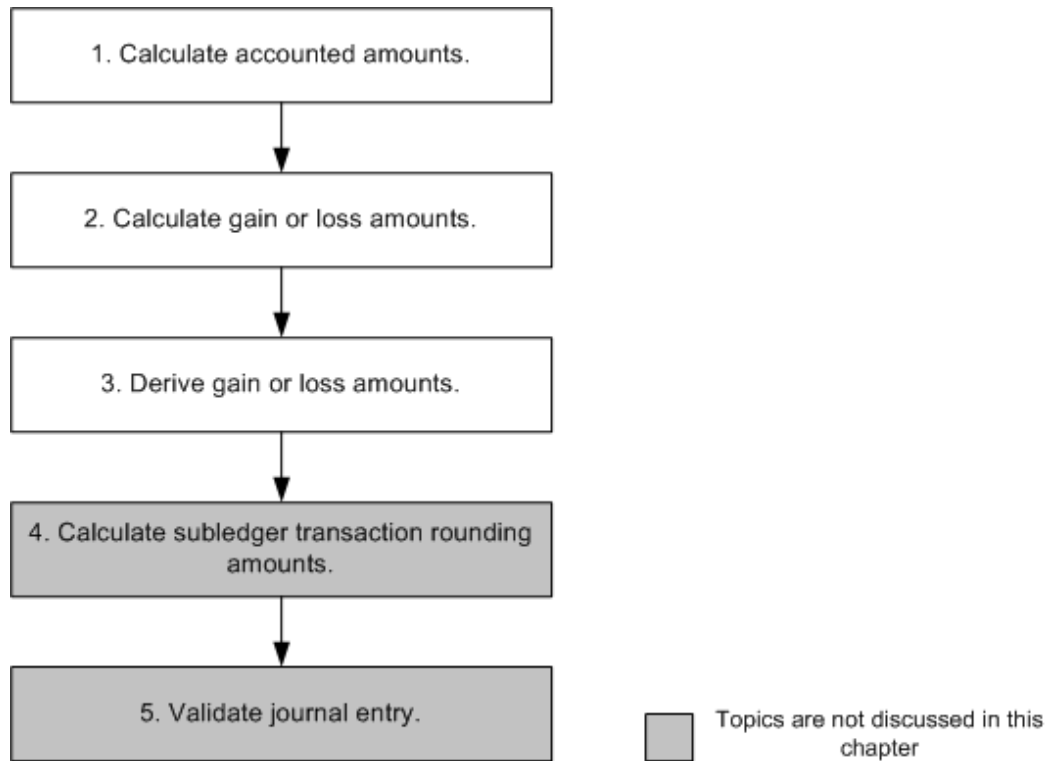 1. Calculate accounted amounts.
2. Calculate gain or loss amounts.
3. Derive gain or loss amounts.
4. Calculate subledger transaction rounding
amounts.
5. Validate journal entry.
Topics are not discussed in this
chapter